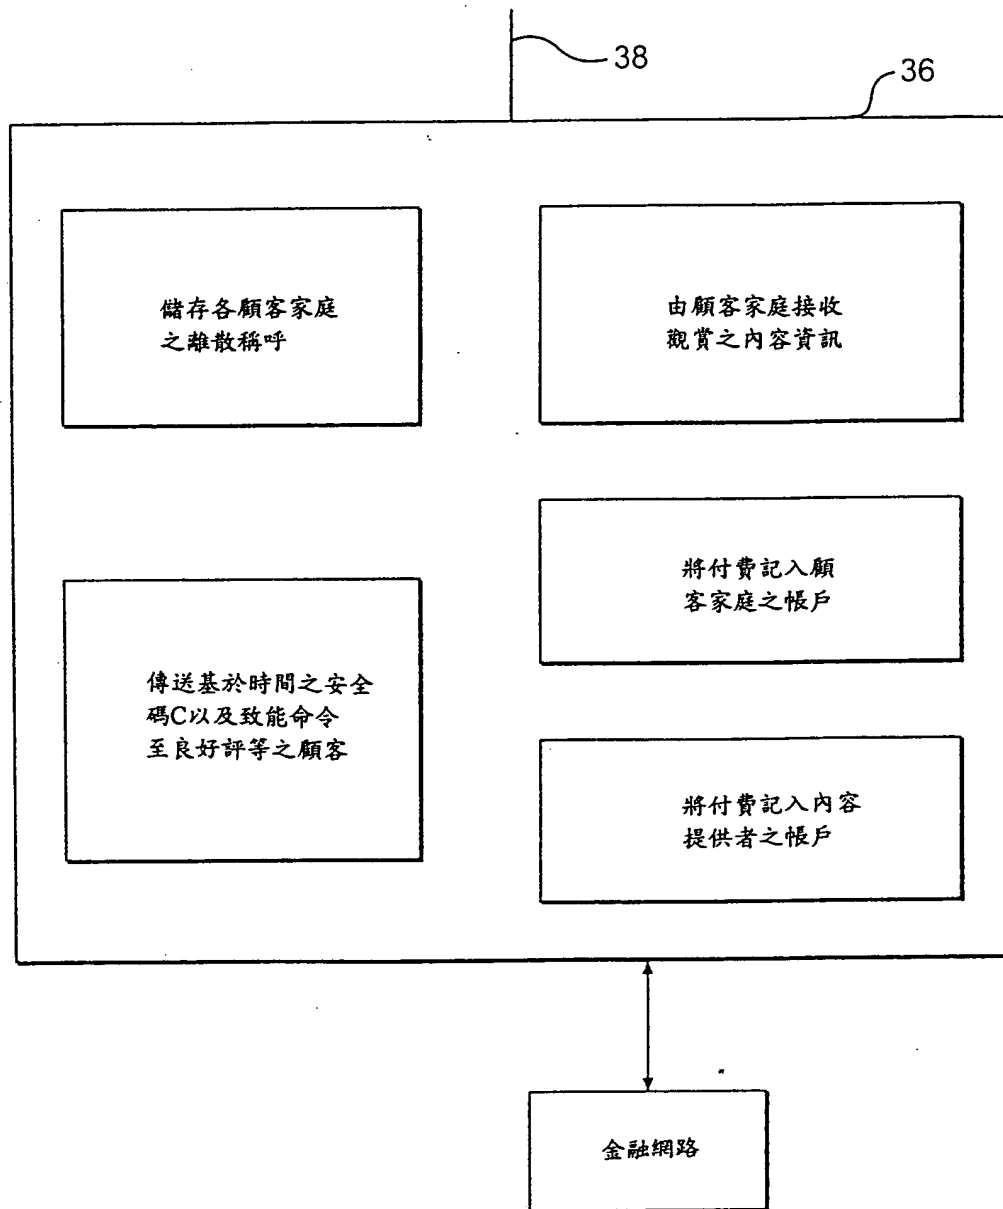 38
36
儲存各顧客家庭
之離散稱呼
由顧客家庭接收
觀賞之內容資訊
將付費記入顧
客家庭之帳戶
傳送基於時間之安全
碼C以及致能命令
至良好評等之顧客
將付費記入內容
提供者之帳戶
金融網路